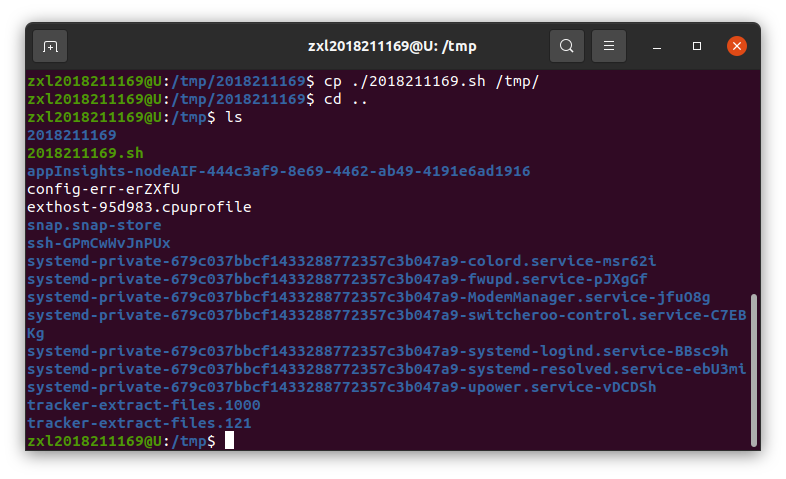 zxl2018211169@U: /tmp
zxl2018211169@U:/tmp/2018211169$ cp ./2018211169.sh /tmp/
zxl2018211169@U:/tmp/2018211169$ cd ..
zxl2018211169@U:/tmp$ ls
2018211169
2018211169.sh
appInsights-nodeAIF-444c3af9-8e69-4462-ab49-4191e6ad1916
config-err-erZXfU
exthost-95d983.cpuprofile
snap.snap-store
ssh-GPmCwWvJnPUx
systemd-private-679c037bbcf1433288772357c3b047a9-colord.service-msr62i
systemd-private-679c037bbcf1433288772357c3b047a9-fwupd.service-pJXgGf
systemd-private-679c037bbcf1433288772357c3b047a9-ModemManager.service-jfuO8g
systemd-private-679c037bbcf1433288772357c3b047a9-switcheroo-control.service-C7EB
Kg
systemd-private-679c037bbcf1433288772357c3b047a9-systemd-logind.service-BBsc9h
systemd-private-679c037bbcf1433288772357c3b047a9-systemd-resolved.service-ebU3mi
systemd-private-679c037bbcf1433288772357c3b047a9-upower.service-vDCDSh
tracker-extract-files.1000
tracker-extract-files.121
zxl2018211169@U:/tmp$